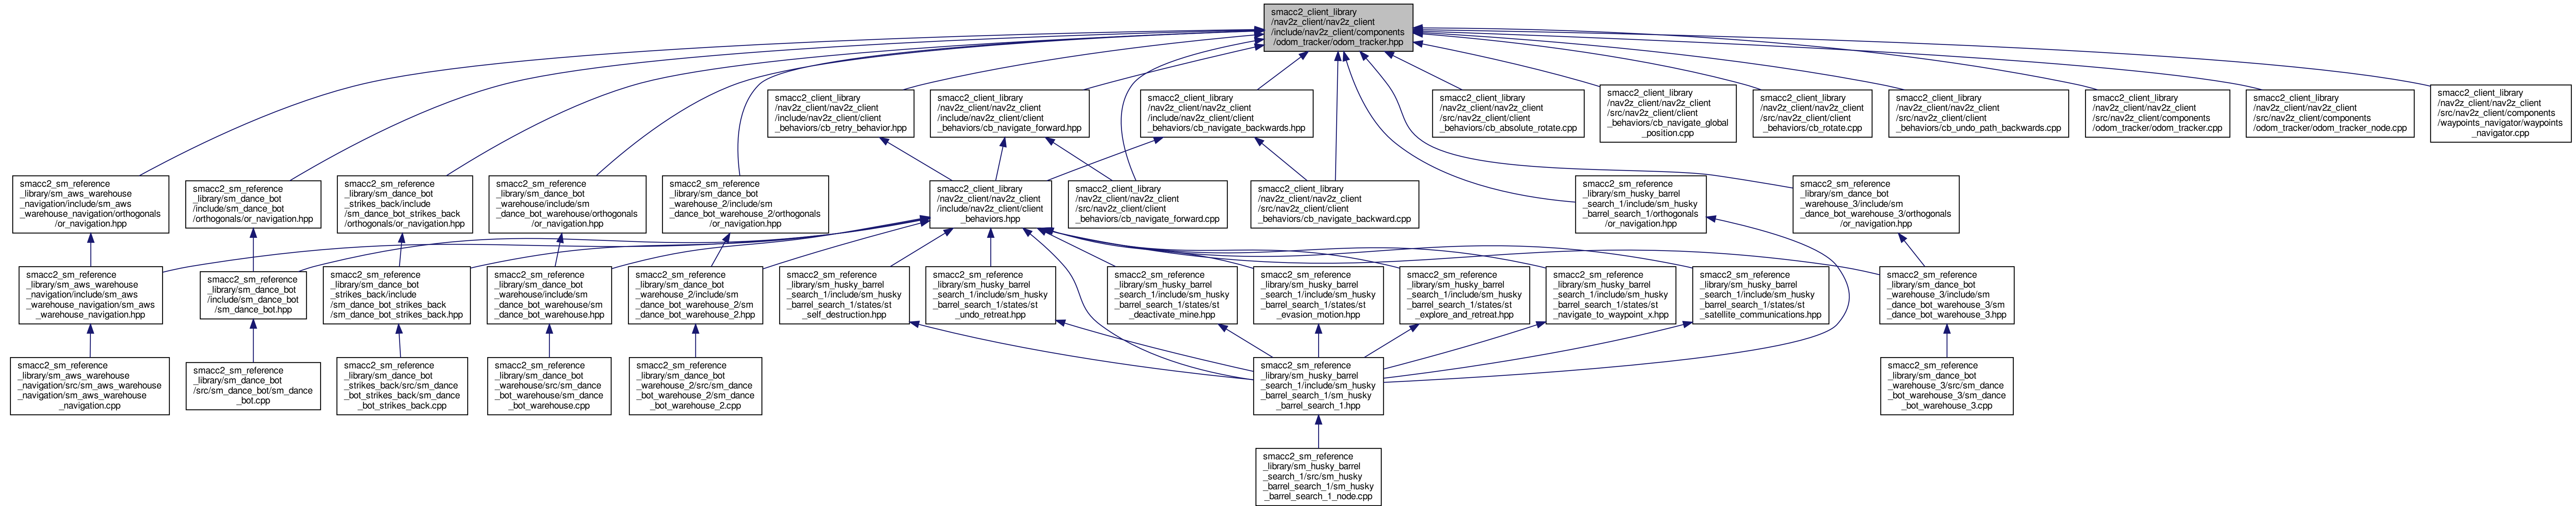 smacc2_client_library
/nav2z_client/nav2z_client
/include/nav2z_client/components
/odom_tracker/odom_tracker.hpp
smacc2_client_library
/nav2z_client/nav2z_client
/include/nav2z_client/client
_behaviors/cb_retry_behavior.hpp
smacc2_client_library
/nav2z_client/nav2z_client
/include/nav2z_client/client
_behaviors/cb_navigate_forward.hpp
smacc2_client_library
/nav2z_client/nav2z_client
/include/nav2z_client/client
_behaviors/cb_navigate_backwards.hpp
smacc2_client_library
/nav2z_client/nav2z_client
/src/nav2z_client/client
_behaviors/cb_absolute_rotate.cpp
smacc2_client_library
/nav2z_client/nav2z_client
/src/nav2z_client/client
_behaviors/cb_navigate_global
_position.cpp
smacc2_client_library
/nav2z_client/nav2z_client
/src/nav2z_client/client
_behaviors/cb_rotate.cpp
smacc2_client_library
/nav2z_client/nav2z_client
/src/nav2z_client/client
_behaviors/cb_undo_path_backwards.cpp
smacc2_client_library
/nav2z_client/nav2z_client
/src/nav2z_client/components
/odom_tracker/odom_tracker.cpp
smacc2_client_library
/nav2z_client/nav2z_client
/src/nav2z_client/components
/odom_tracker/odom_tracker_node.cpp
smacc2_client_library
/nav2z_client/nav2z_client
/src/nav2z_client/components
/waypoints_navigator/waypoints
_navigator.cpp
smacc2_sm_reference
_library/sm_aws_warehouse
_navigation/include/sm_aws
_warehouse_navigation/orthogonals
/or_navigation.hpp
smacc2_sm_reference
_library/sm_dance_bot
/include/sm_dance_bot
/orthogonals/or_navigation.hpp
smacc2_sm_reference
_library/sm_dance_bot
_strikes_back/include
/sm_dance_bot_strikes_back
/orthogonals/or_navigation.hpp
smacc2_sm_reference
_library/sm_dance_bot
_warehouse/include/sm
_dance_bot_warehouse/orthogonals
/or_navigation.hpp
smacc2_sm_reference
_library/sm_dance_bot
_warehouse_2/include/sm
_dance_bot_warehouse_2/orthogonals
/or_navigation.hpp
smacc2_client_library
/nav2z_client/nav2z_client
/include/nav2z_client/client
_behaviors.hpp
smacc2_client_library
/nav2z_client/nav2z_client
/src/nav2z_client/client
_behaviors/cb_navigate_forward.cpp
smacc2_client_library
/nav2z_client/nav2z_client
/src/nav2z_client/client
_behaviors/cb_navigate_backward.cpp
smacc2_sm_reference
_library/sm_husky_barrel
_search_1/include/sm_husky
_barrel_search_1/orthogonals
/or_navigation.hpp
smacc2_sm_reference
_library/sm_dance_bot
_warehouse_3/include/sm
_dance_bot_warehouse_3/orthogonals
/or_navigation.hpp
smacc2_sm_reference
_library/sm_aws_warehouse
_navigation/include/sm_aws
_warehouse_navigation/sm_aws
_warehouse_navigation.hpp
smacc2_sm_reference
_library/sm_dance_bot
/include/sm_dance_bot
/sm_dance_bot.hpp
smacc2_sm_reference
_library/sm_dance_bot
_strikes_back/include
/sm_dance_bot_strikes_back
/sm_dance_bot_strikes_back.hpp
smacc2_sm_reference
_library/sm_dance_bot
_warehouse/include/sm
_dance_bot_warehouse/sm
_dance_bot_warehouse.hpp
smacc2_sm_reference
_library/sm_dance_bot
_warehouse_2/include/sm
_dance_bot_warehouse_2/sm
_dance_bot_warehouse_2.hpp
smacc2_sm_reference
_library/sm_husky_barrel
_search_1/include/sm_husky
_barrel_search_1/states/st
_self_destruction.hpp
smacc2_sm_reference
_library/sm_husky_barrel
_search_1/include/sm_husky
_barrel_search_1/states/st
_undo_retreat.hpp
smacc2_sm_reference
_library/sm_husky_barrel
_search_1/include/sm_husky
_barrel_search_1/states/st
_deactivate_mine.hpp
smacc2_sm_reference
_library/sm_husky_barrel
_search_1/include/sm_husky
_barrel_search_1/states/st
_evasion_motion.hpp
smacc2_sm_reference
_library/sm_husky_barrel
_search_1/include/sm_husky
_barrel_search_1/states/st
_explore_and_retreat.hpp
smacc2_sm_reference
_library/sm_husky_barrel
_search_1/include/sm_husky
_barrel_search_1/states/st
_navigate_to_waypoint_x.hpp
smacc2_sm_reference
_library/sm_husky_barrel
_search_1/include/sm_husky
_barrel_search_1/states/st
_satellite_communications.hpp
smacc2_sm_reference
_library/sm_dance_bot
_warehouse_3/include/sm
_dance_bot_warehouse_3/sm
_dance_bot_warehouse_3.hpp
smacc2_sm_reference
_library/sm_aws_warehouse
_navigation/src/sm_aws_warehouse
_navigation/sm_aws_warehouse
_navigation.cpp
smacc2_sm_reference
_library/sm_dance_bot
/src/sm_dance_bot/sm_dance
_bot.cpp
smacc2_sm_reference
_library/sm_dance_bot
_strikes_back/src/sm_dance
_bot_strikes_back/sm_dance
_bot_strikes_back.cpp
smacc2_sm_reference
_library/sm_dance_bot
_warehouse/src/sm_dance
_bot_warehouse/sm_dance
_bot_warehouse.cpp
smacc2_sm_reference
_library/sm_dance_bot
_warehouse_2/src/sm_dance
_bot_warehouse_2/sm_dance
_bot_warehouse_2.cpp
smacc2_sm_reference
_library/sm_husky_barrel
_search_1/include/sm_husky
_barrel_search_1/sm_husky
_barrel_search_1.hpp
smacc2_sm_reference
_library/sm_dance_bot
_warehouse_3/src/sm_dance
_bot_warehouse_3/sm_dance
_bot_warehouse_3.cpp
smacc2_sm_reference
_library/sm_husky_barrel
_search_1/src/sm_husky
_barrel_search_1/sm_husky
_barrel_search_1_node.cpp